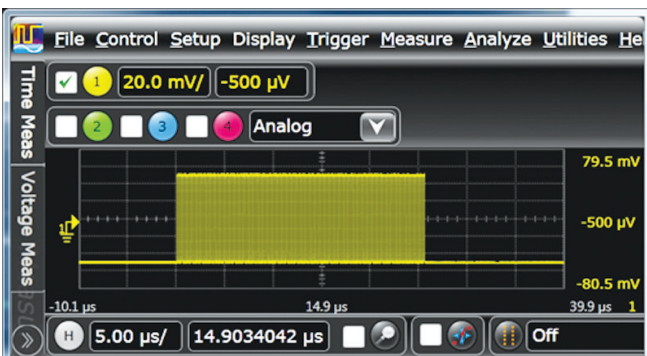 File Control Setup Display Trigger Measure Analyze Utilities He
Time Meas
Voltage Meas
1 20.0 mV/ -500 µV
2 3 4 Analog
79.5 mV
1
-500 µV
-80.5 mV
-10.1 µs 14.9 µs 39.9 µs 1
H 5.00 µs/ 14.9034042 µs Off